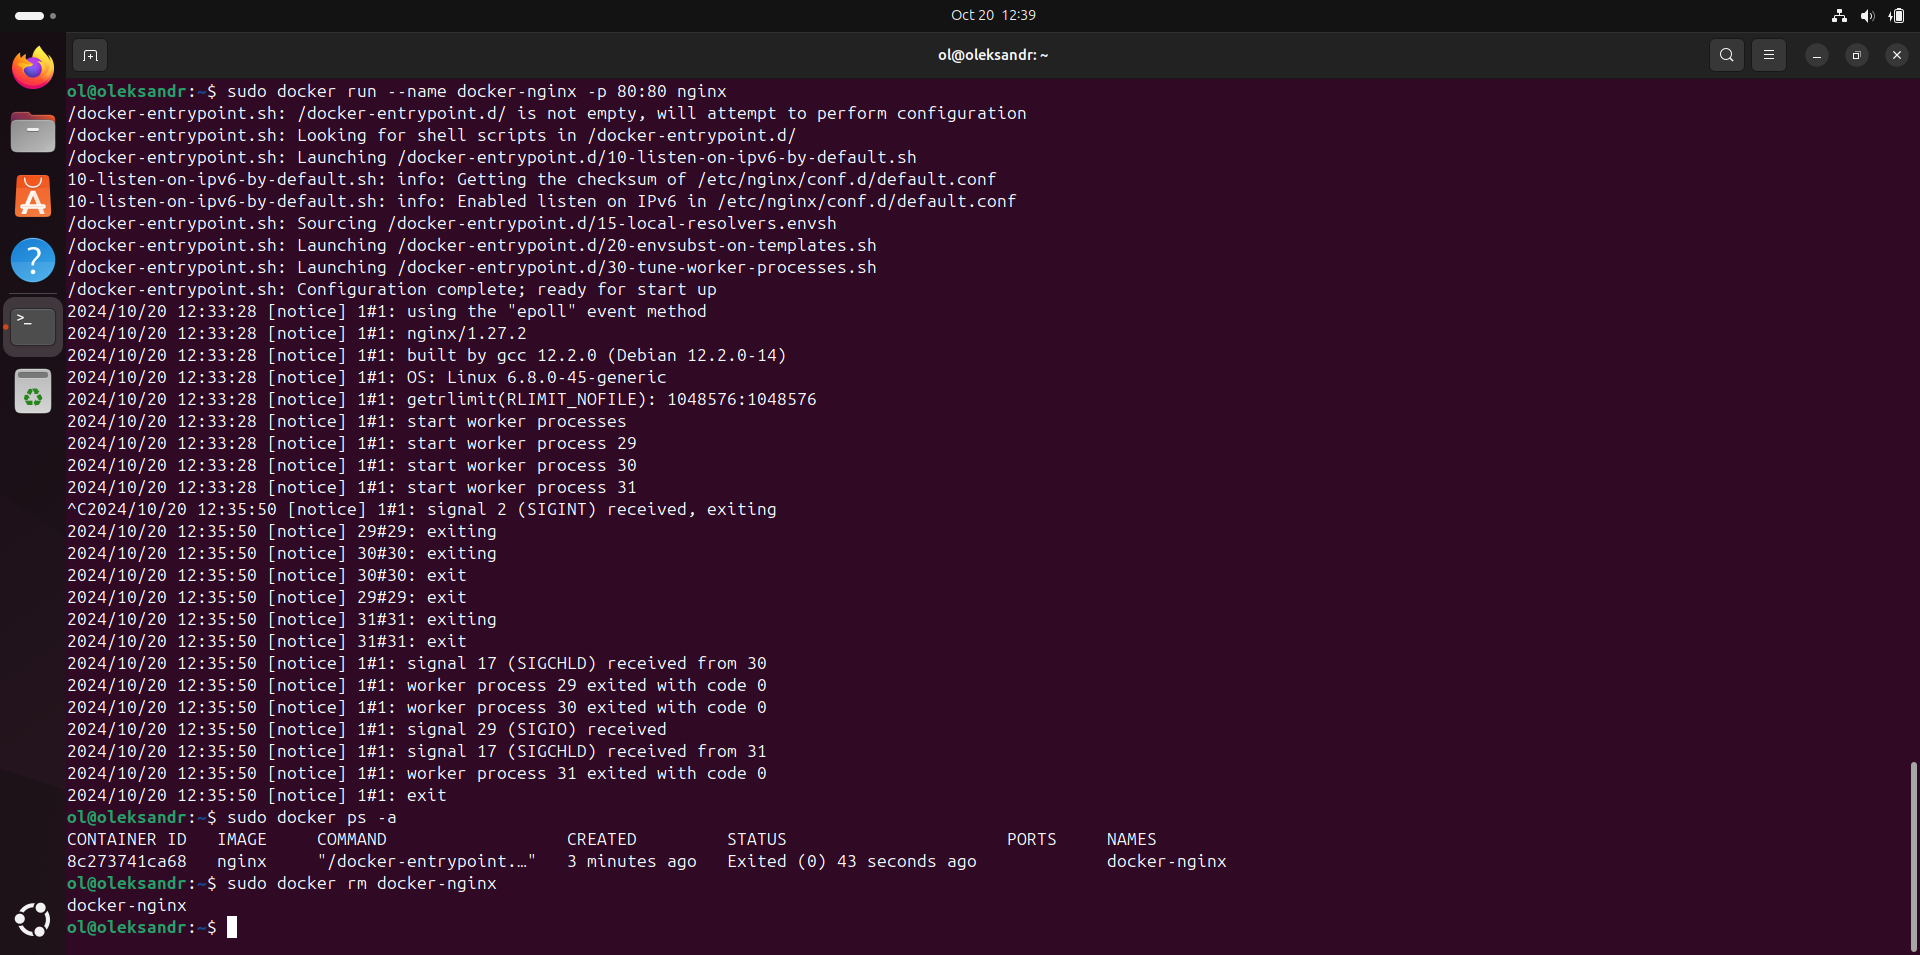 Oct 20 12:39
ol@oleksandr: ~
ol@oleksandr:~$ sudo docker run --name docker-nginx -p 80:80 nginx
/docker-entrypoint.sh: /docker-entrypoint.d/ is not empty, will attempt to perform configuration
/docker-entrypoint.sh: Looking for shell scripts in /docker-entrypoint.d/
/docker-entrypoint.sh: Launching /docker-entrypoint.d/10-listen-on-ipv6-by-default.sh
10-listen-on-ipv6-by-default.sh: info: Getting the checksum of /etc/nginx/conf.d/default.conf
10-listen-on-ipv6-by-default.sh: info: Enabled listen on IPv6 in /etc/nginx/conf.d/default.conf
/docker-entrypoint.sh: Sourcing /docker-entrypoint.d/15-local-resolvers.envsh
/docker-entrypoint.sh: Launching /docker-entrypoint.d/20-envsubst-on-templates.sh
/docker-entrypoint.sh: Launching /docker-entrypoint.d/30-tune-worker-processes.sh
/docker-entrypoint.sh: Configuration complete; ready for start up
2024/10/20 12:33:28 [notice] 1#1: using the "epoll" event method
2024/10/20 12:33:28 [notice] 1#1: nginx/1.27.2
2024/10/20 12:33:28 [notice] 1#1: built by gcc 12.2.0 (Debian 12.2.0-14)
2024/10/20 12:33:28 [notice] 1#1: OS: Linux 6.8.0-45-generic
2024/10/20 12:33:28 [notice] 1#1: getrlimit(RLIMIT_NOFILE): 1048576:1048576
2024/10/20 12:33:28 [notice] 1#1: start worker processes
2024/10/20 12:33:28 [notice] 1#1: start worker process 29
2024/10/20 12:33:28 [notice] 1#1: start worker process 30
2024/10/20 12:33:28 [notice] 1#1: start worker process 31
^C2024/10/20 12:35:50 [notice] 1#1: signal 2 (SIGINT) received, exiting
2024/10/20 12:35:50 [notice] 29#29: exiting
2024/10/20 12:35:50 [notice] 30#30: exiting
2024/10/20 12:35:50 [notice] 30#30: exit
2024/10/20 12:35:50 [notice] 29#29: exit
2024/10/20 12:35:50 [notice] 31#31: exiting
2024/10/20 12:35:50 [notice] 31#31: exit
2024/10/20 12:35:50 [notice] 1#1: signal 17 (SIGCHLD) received from 30
2024/10/20 12:35:50 [notice] 1#1: worker process 29 exited with code 0
2024/10/20 12:35:50 [notice] 1#1: worker process 30 exited with code 0
2024/10/20 12:35:50 [notice] 1#1: signal 29 (SIGIO) received
2024/10/20 12:35:50 [notice] 1#1: signal 17 (SIGCHLD) received from 31
2024/10/20 12:35:50 [notice] 1#1: worker process 31 exited with code 0
2024/10/20 12:35:50 [notice] 1#1: exit
ol@oleksandr:~$ sudo docker ps -a
CONTAINER ID   IMAGE     COMMAND                  CREATED         STATUS                      PORTS     NAMES
8c273741ca68   nginx     "/docker-entrypoint.…"   3 minutes ago   Exited (0) 43 seconds ago             docker-nginx
ol@oleksandr:~$ sudo docker rm docker-nginx
docker-nginx
ol@oleksandr:~$